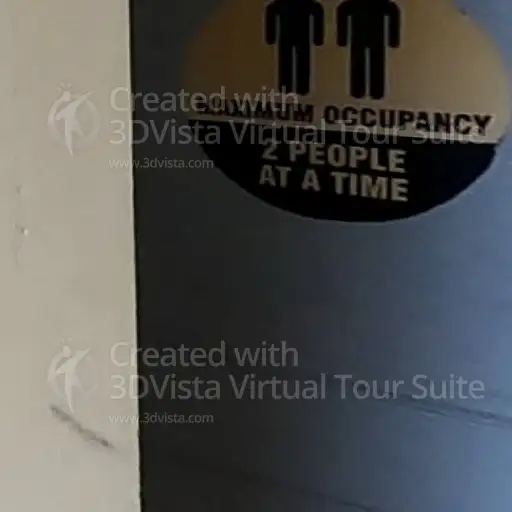 MAXIMUM OCCUPANCY
2 PEOPLE
AT A TIME
Created with
3DVista Virtual Tour Suite
www.3dvista.com
Created with
3DVista Virtual Tour Suite
www.3dvista.com